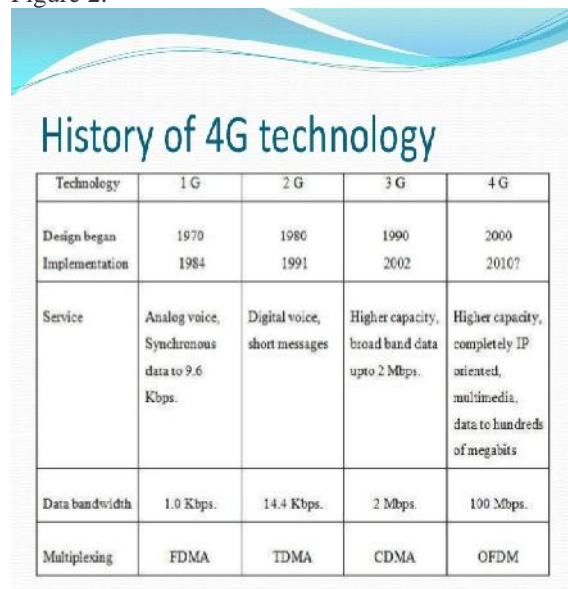 Figure 2:
History of 4G technology
Technology 1 G 2 G 3 G 4 G
Design began 1970 1980 1990 2000
Implementation 1984 1991 2002 2010?
Service Analog voice, Digital voice, Higher capacity, Higher capacity,
Synchronous short messages broad band data completely IP
data to 9.6 upto 2 Mbps. oriented,
Kbps. multimedia,
data to hundreds
of megabits
Data bandwidth 1.0 Kbps. 14.4 Kbps. 2 Mbps. 100 Mbps.
Multiplexing FDMA TDMA CDMA OFDM